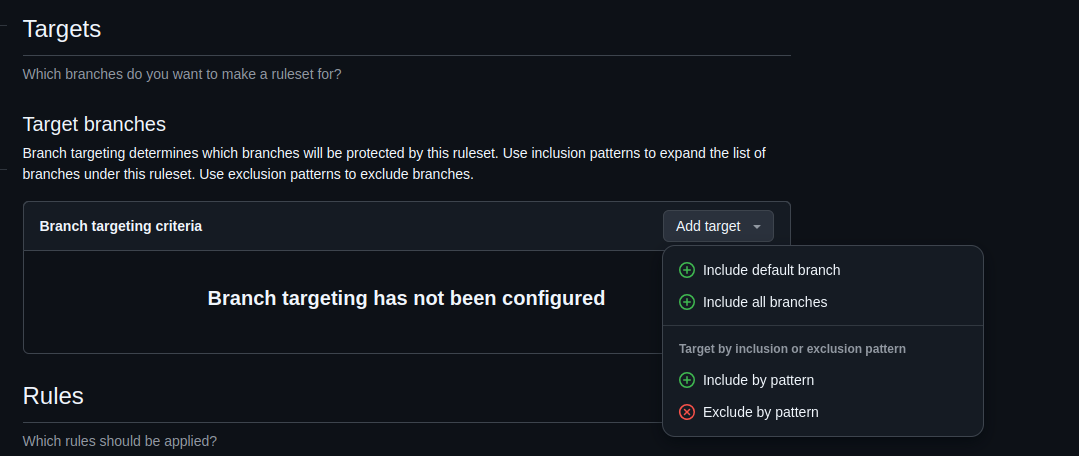 Targets
Which branches do you want to make a ruleset for?
Target branches
Branch targeting determines which branches will be protected by this ruleset. Use inclusion patterns to expand the list of
branches under this ruleset. Use exclusion patterns to exclude branches.
Branch targeting criteria
Add target
Include default branch
Include all branches
Branch targeting has not been configured
Target by inclusion or exclusion pattern
Include by pattern
Exclude by pattern
Rules
Which rules should be applied?